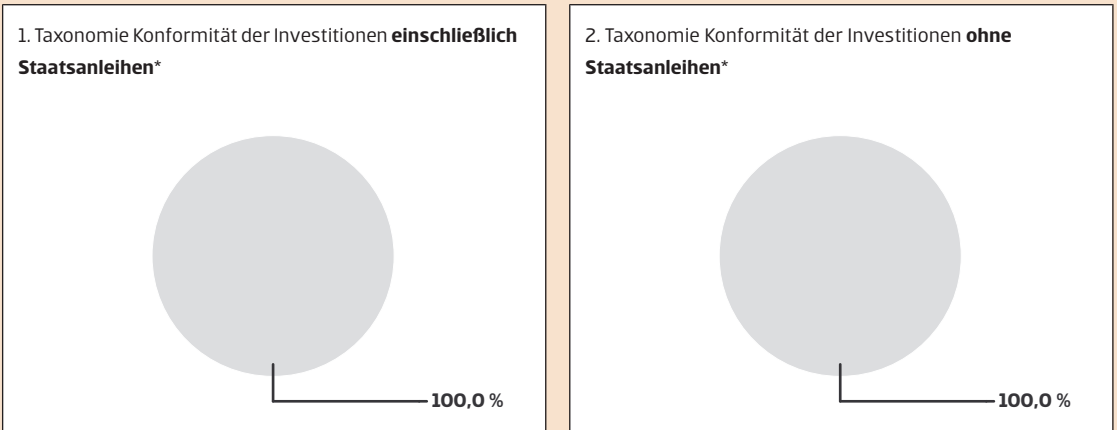 1. Taxonomie Konformität der Investitionen einschließlich
Staatsanleihen*
100,0 %
2. Taxonomie Konformität der Investitionen ohne
Staatsanleihen*
100,0 %